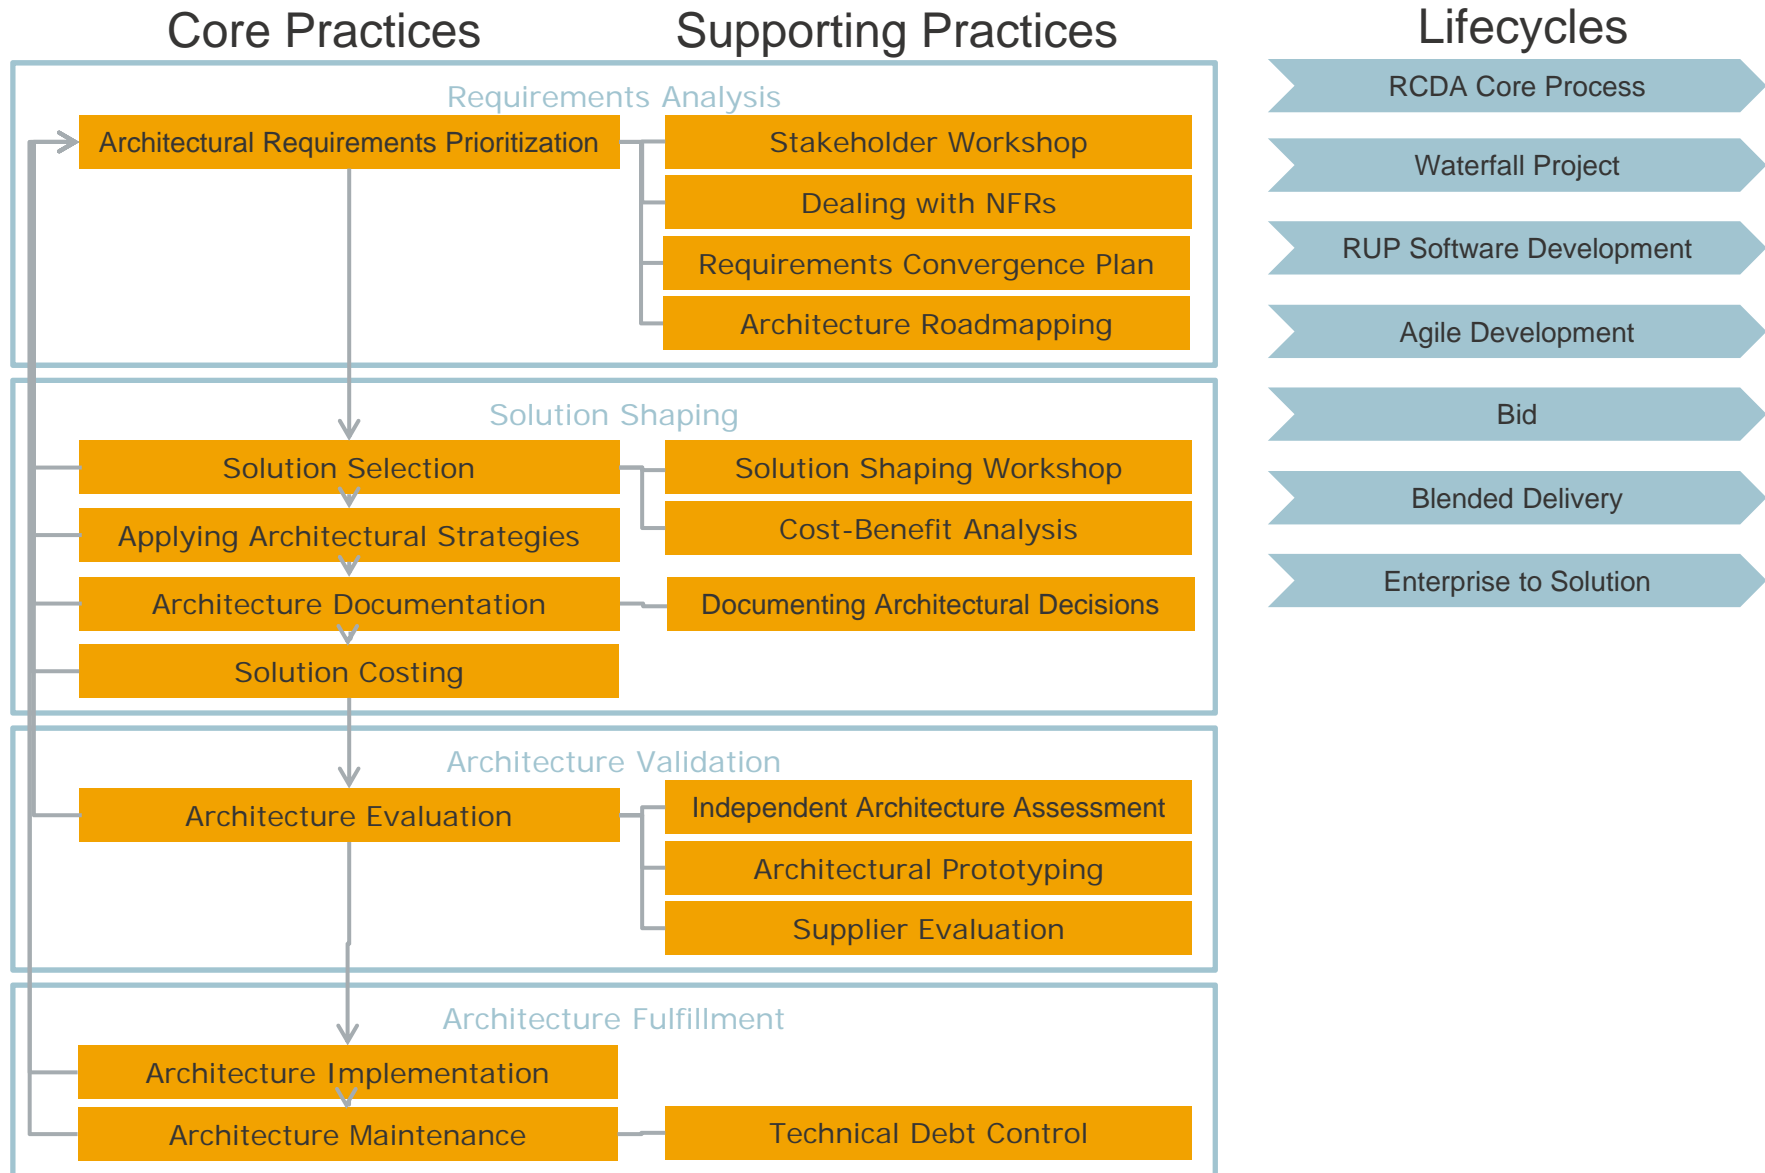 Core Practices
Supporting Practices
Lifecycles
Requirements Analysis
Architectural Requirements Prioritization
Stakeholder Workshop
Dealing with NFRs
Requirements Convergence Plan
Architecture Roadmapping
Solution Shaping
Solution Selection
Solution Shaping Workshop
Applying Architectural Strategies
Cost-Benefit Analysis
Architecture Documentation
Documenting Architectural Decisions
Solution Costing
Architecture Validation
Architecture Evaluation
Independent Architecture Assessment
Architectural Prototyping
Supplier Evaluation
Architecture Fulfillment
Architecture Implementation
Architecture Maintenance
Technical Debt Control
RCDA Core Process
Waterfall Project
RUP Software Development
Agile Development
Bid
Blended Delivery
Enterprise to Solution